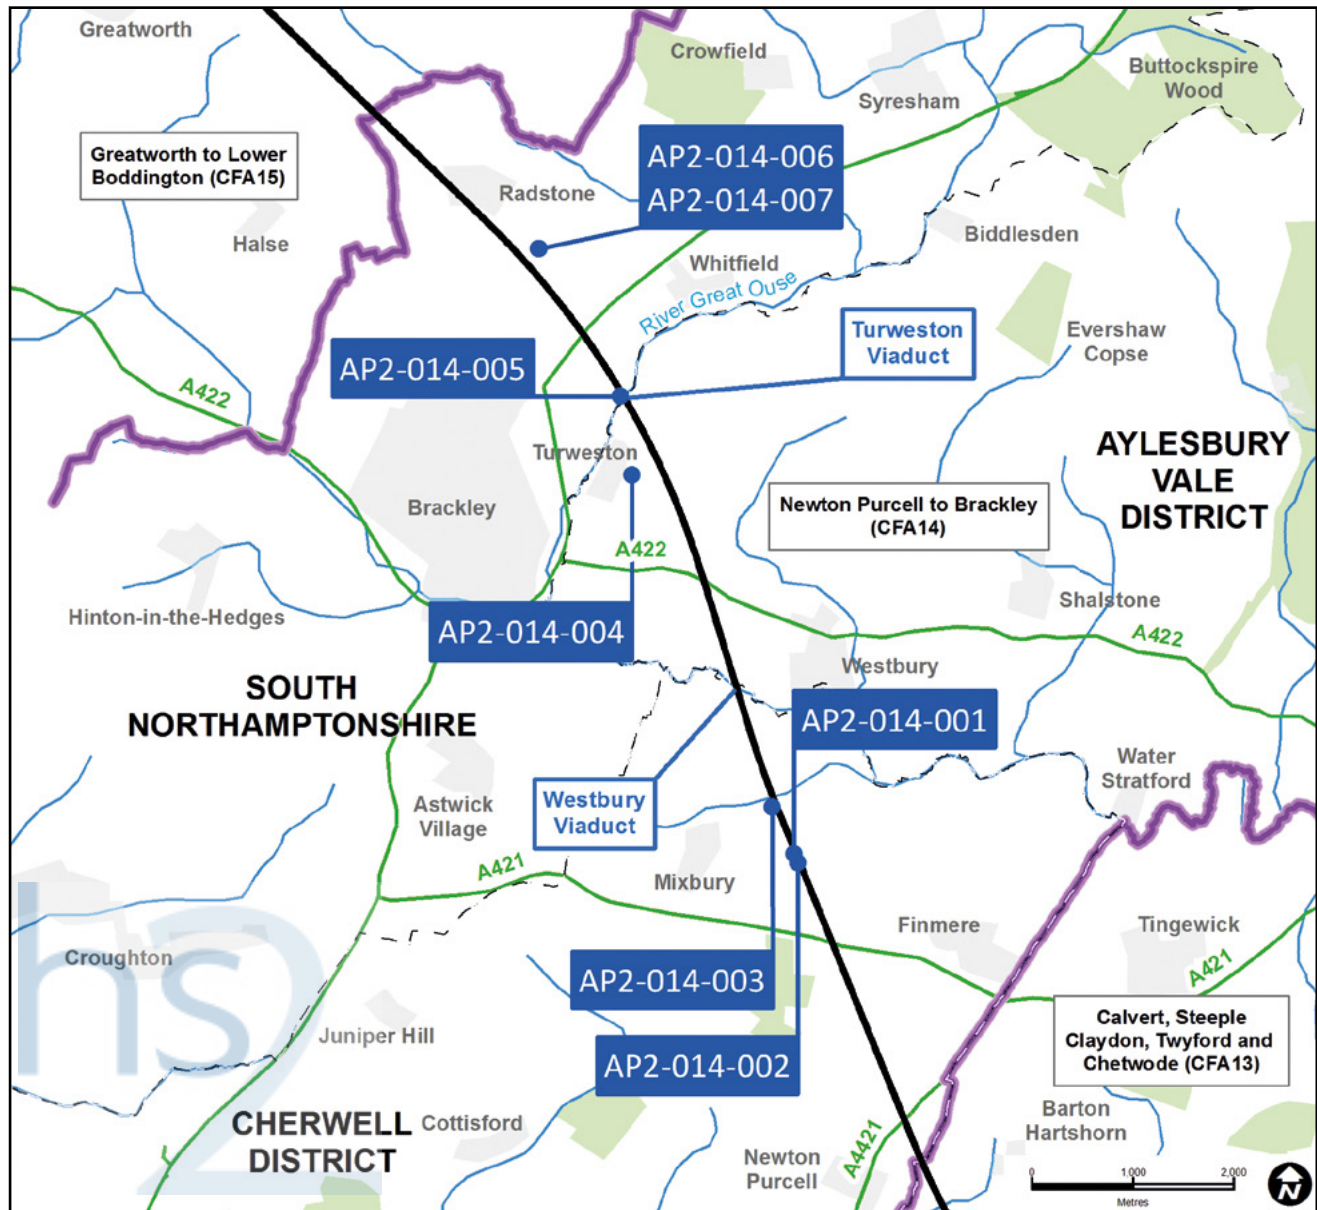 Greatworth
Crowfield
Syresham
Buttockspire
Wood
Greatworth to Lower
Boddington (CFA15)
AP2-014-006
AP2-014-007
Radstone
Halse
Biddlesden
Whitfield
River Great Ouse
Turweston
Viaduct
Evershaw
Copse
AP2-014-005
A422
Turweston
AYLESBURY
VALE
DISTRICT
Brackley
Newton Purcell to Brackley
(CFA14)
A422
Hinton-in-the-Hedges
AP2-014-004
Shalstone
A422
Westbury
SOUTH
NORTHAMPTONSHIRE
AP2-014-001
Water
Stratford
Astwick
Village
Westbury
Viaduct
A421
Mixbury
Finmere
Tingewick
A421
Croughton
hs2
AP2-014-003
Juniper Hill
Calvert, Steeple
Claydon, Twyford and
Chetwode (CFA13)
AP2-014-002
CHERWELL
DISTRICT
Cottisford
Barton
Hartshorn
A4421
Newton
Purcell
0 1,000 2,000
Metres
N